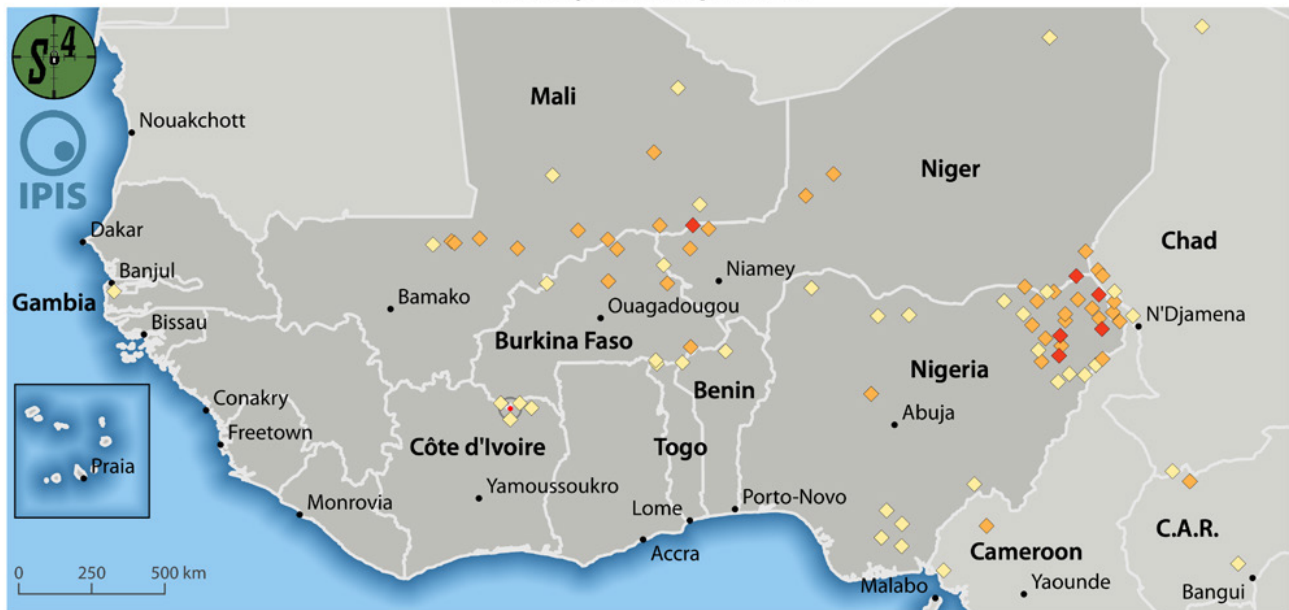 S 4
IPIS
Mali
Nouakchott
Niger
Chad
Dakar
Banjul
Gambia
Niamey
Bamako
Ouagadougou
N'Djamena
Bissau
Burkina Faso
Benin
Nigeria
Abuja
Conakry
Freetown
Côte d'Ivoire
Togo
Praia
Yamoussoukro
Monrovia
Lome
Porto-Novo
C.A.R.
Accra
Cameroon
0 250 500 km
Malabo
Yaounde
Bangui